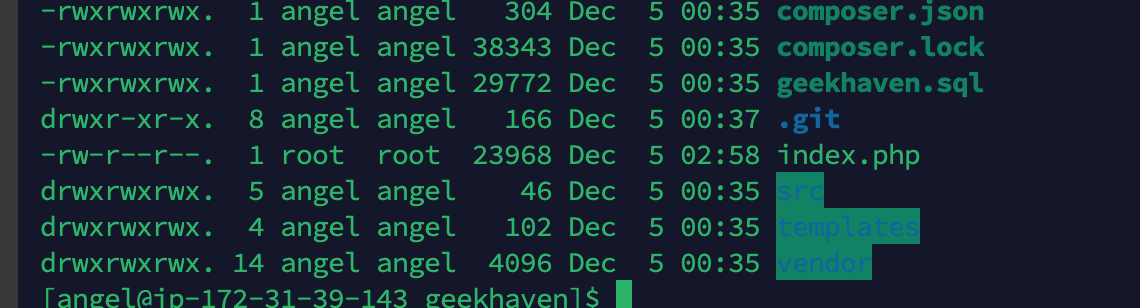 -rwxrwxrwx.  1 angel angel   304 Dec  5 00:35 composer.json
-rwxrwxrwx.  1 angel angel 38343 Dec  5 00:35 composer.lock
-rwxrwxrwx.  1 angel angel 29772 Dec  5 00:35 geekhaven.sql
drwxr-xr-x.  8 angel angel   166 Dec  5 00:37 .git
-rw-r--r--.  1 root  root  23968 Dec  5 02:58 index.php
drwxrwxrwx.  5 angel angel    46 Dec  5 00:35 src
drwxrwxrwx.  4 angel angel   102 Dec  5 00:35 templates
drwxrwxrwx. 14 angel angel  4096 Dec  5 00:35 vendor
[angel@ip-172-31-39-143 geekhaven]$